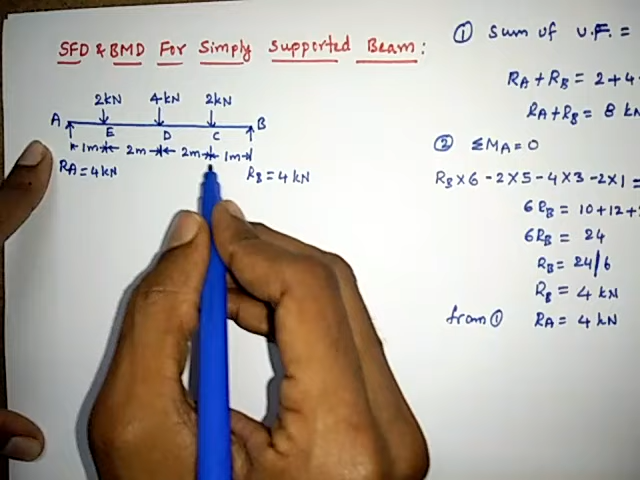 SFD & BMD For Simply Supported Beam:
2kN 4kN 2kN
A B
E D C
1m 2m 2m 1m
RA=4kN RB=4kN
① Sum of V.F. =
RA+RB = 2+4
RA+RB = 8 kN
② ΣMA=0
RB×6 -2×5 -4×3 -2×1 =
6RB = 10+12+
6RB = 24
RB = 24/6
RB = 4 kN
from ① RA = 4 kN